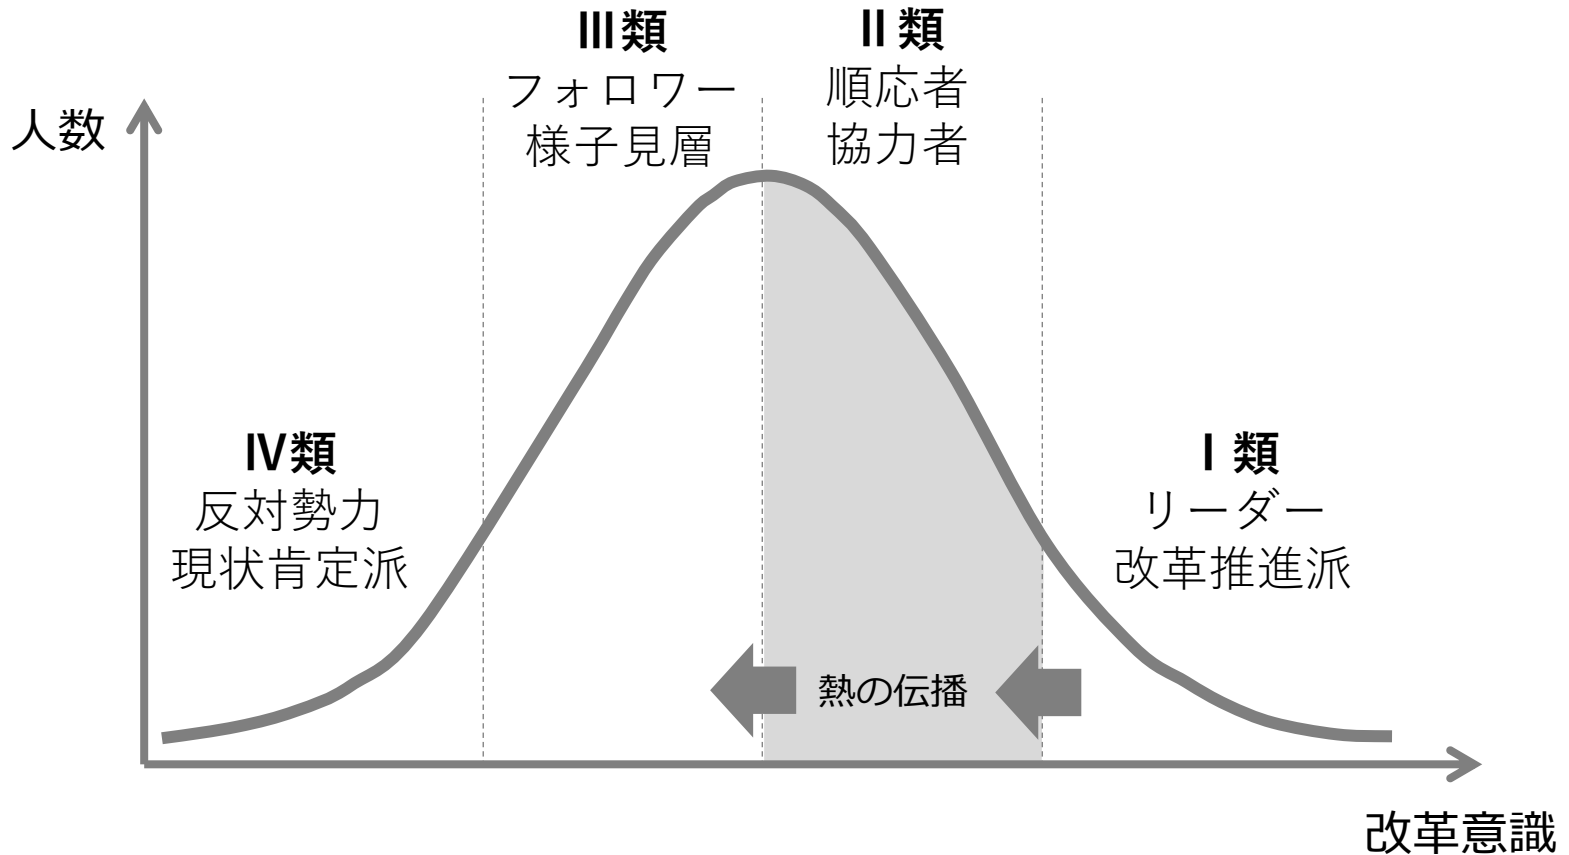 Ⅲ類
フォロワー
様子見層
Ⅱ類
順応者
協力者
人数
Ⅳ類
反対勢力
現状肯定派
Ⅰ類
リーダー
改革推進派
熱の伝播
改革意識